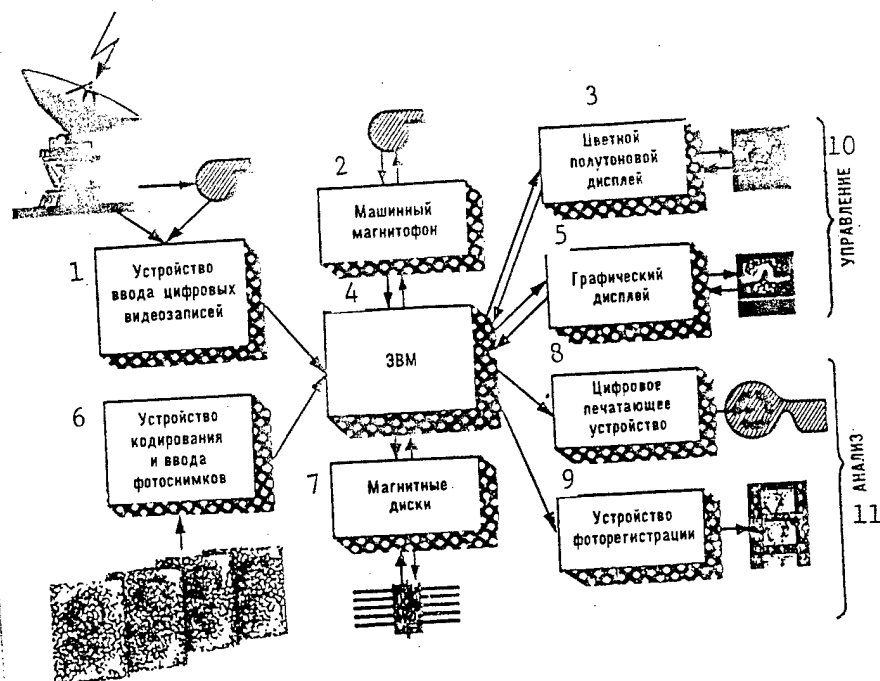 1
Устройство
ввода цифровых
видеозаписей
2
Машинный
магнитофон
3
Цветной
полутоновой
дисплей
4
ЭВМ
5
Графический
дисплей
6
Устройство
кодирования
и ввода
фотоснимков
7
Магнитные
диски
8
Цифровое
печатающее
устройство
9
Устройство
фоторегистрации
10
УПРАВЛЕНИЕ
11
АНАЛИЗ